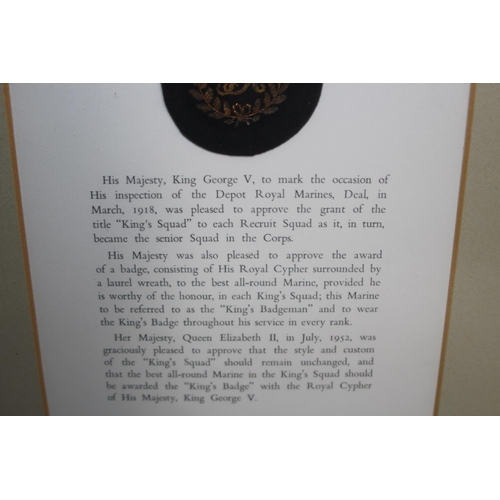 His Majesty, King George V, to mark the occasion of
His inspection of the Depot Royal Marines, Deal, in
March, 1918, was pleased to approve the grant of the
title "King's Squad" to each Recruit Squad as it, in turn,
became the senior Squad in the Corps.
His Majesty was also pleased to approve the award
of a badge, consisting of His Royal Cypher surrounded by
a laurel wreath, to the best all-round Marine, provided he
is worthy of the honour, in each King's Squad; this Marine
to be referred to as the "King's Badgeman" and to wear
the King's Badge throughout his service in every rank.
Her Majesty, Queen Elizabeth II, in July, 1952, was
graciously pleased to approve that the style and custom
of the "King's Squad" should remain unchanged, and
that the best all-round Marine in the King's Squad should
be awarded the "King's Badge" with the Royal Cypher
of His Majesty, King George V.